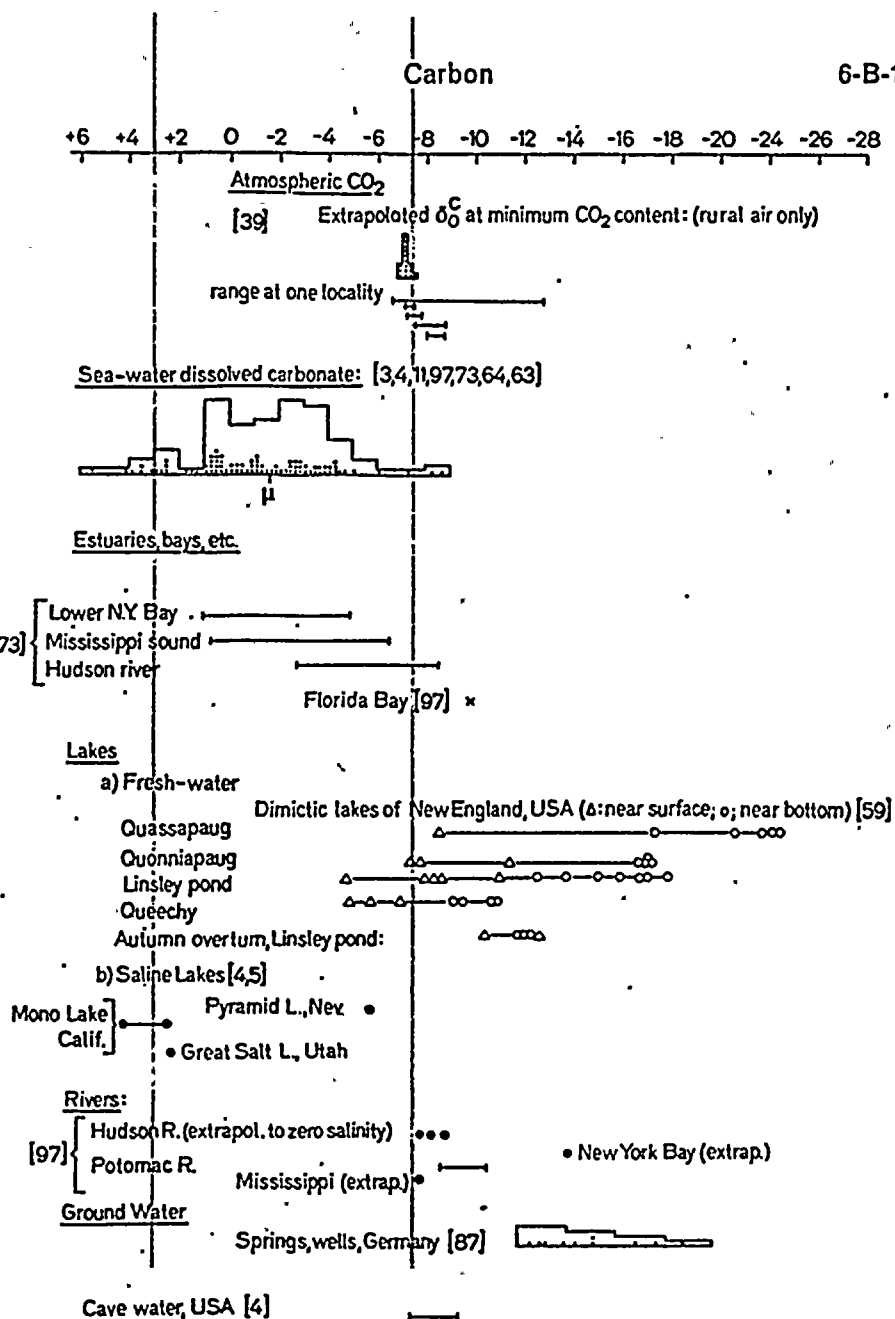 Carbon 6-B-1
+6 +4 +2 0 -2 -4 -6 -8 -10 -12 -14 -16 -18 -20 -24 -26 -28
Atmospheric CO2
[39] Extrapolated δ0C at minimum CO2 content: (rural air only)
range at one locality
Sea-water dissolved carbonate: [3,4,11,97,73,64,63]
μ
Estuaries, bays, etc.
Lower N.Y. Bay
73] Mississippi sound
Hudson river
Florida Bay [97] x
Lakes
a) Fresh-water
Dimictic lakes of New England, USA (Δ: near surface; o; near bottom) [59]
Quassapaug
Quonniapaug
Linsley pond
Queechy
Autumn overturn, Linsley pond:
b) Saline Lakes [4,5]
Mono Lake Pyramid L., Nev.
Calif. Great Salt L., Utah
Rivers:
Hudson R. (extrapol. to zero salinity)
[97] Potomac R. New York Bay (extrap.)
Mississippi (extrap.)
Ground Water
Springs, wells, Germany [87]
Cave water, USA [4]